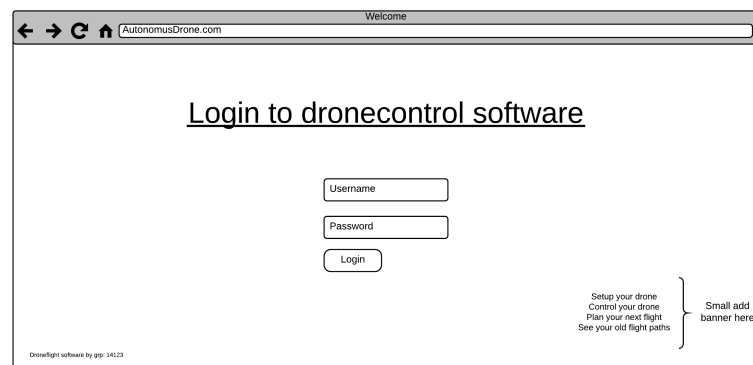 Welcome
AutonomusDrone.com
Login to dronecontrol software
Username
Password
Login
Setup your drone
Control your drone
Plan your next flight
See your old flight paths
Small add
banner here
Droneflight software by grp: 14123